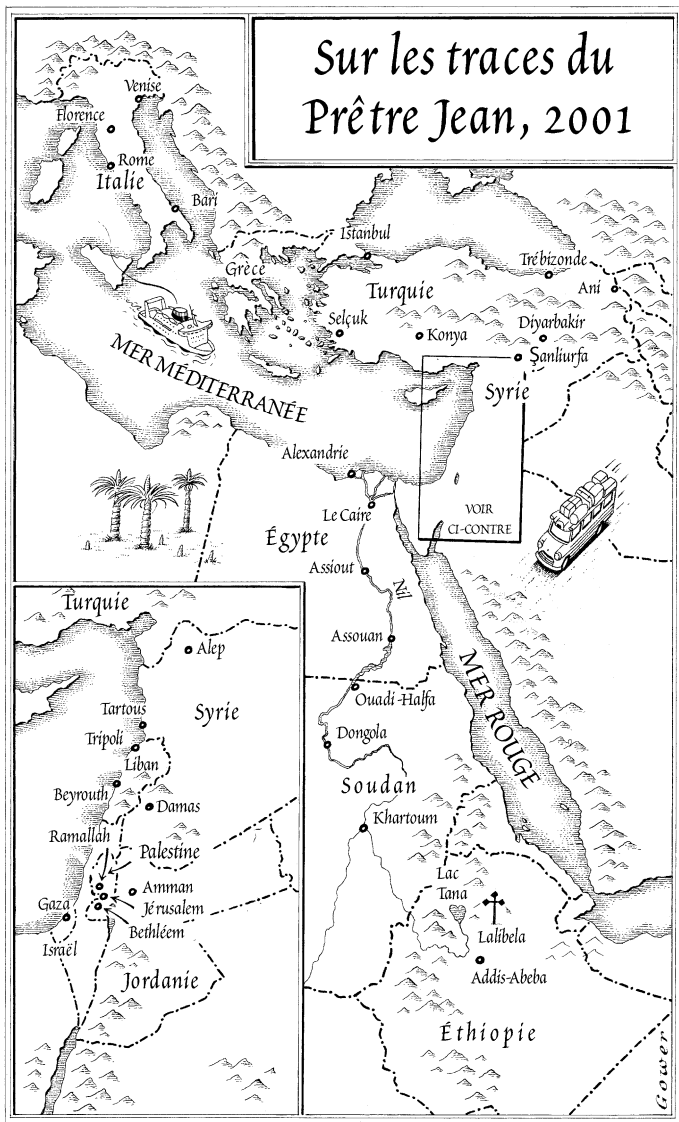 Sur les traces du
Prêtre Jean, 2001
Venise
Florence
Rome
Italie
Bari
Istanbul
Grèce
Trébizonde
Turquie
Ani
Selçuk
Konya
Diyarbakir
Şanliurfa
MER MÉDITERRANÉE
Syrie
Alexandrie
Le Caire
VOIR
CI-CONTRE
Égypte
Assiout
Nil
Assouan
MER ROUGE
Ouadi-Halfa
Dongola
Soudan
Khartoum
Lac
Tana
Lalibela
Addis-Abeba
Éthiopie
Gower
Turquie
Alep
Syrie
Tartous
Tripoli
Liban
Beyrouth
Damas
Ramallah
Palestine
Amman
Gaza
Jérusalem
Bethléem
Israël
Jordanie